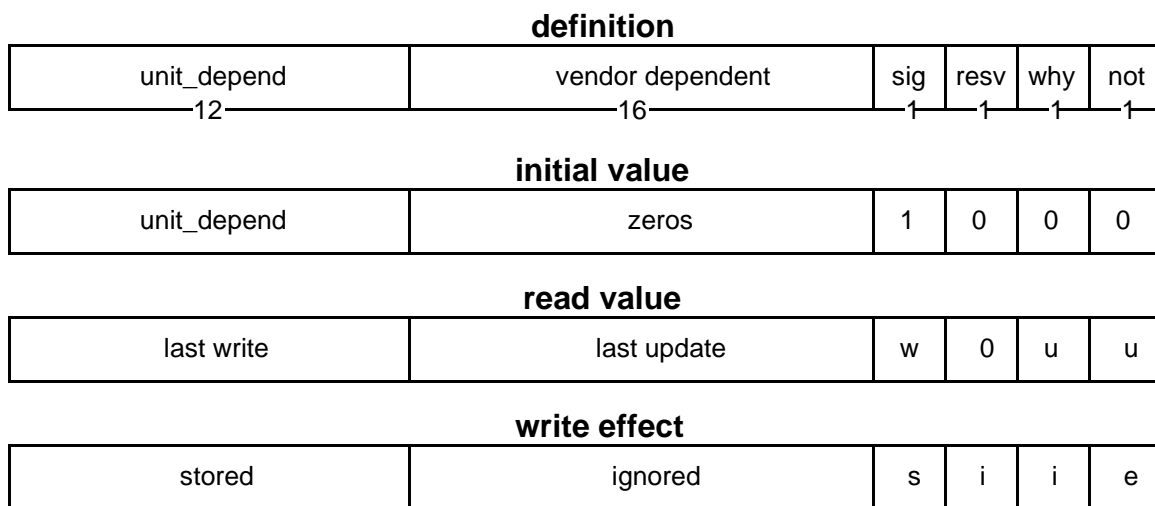 definition
unit_depend vendor dependent sig resv why not
12 16 1 1 1 1
initial value
unit_depend zeros 1 0 0 0
read value
last write last update w 0 u u
write effect
stored ignored s i i e